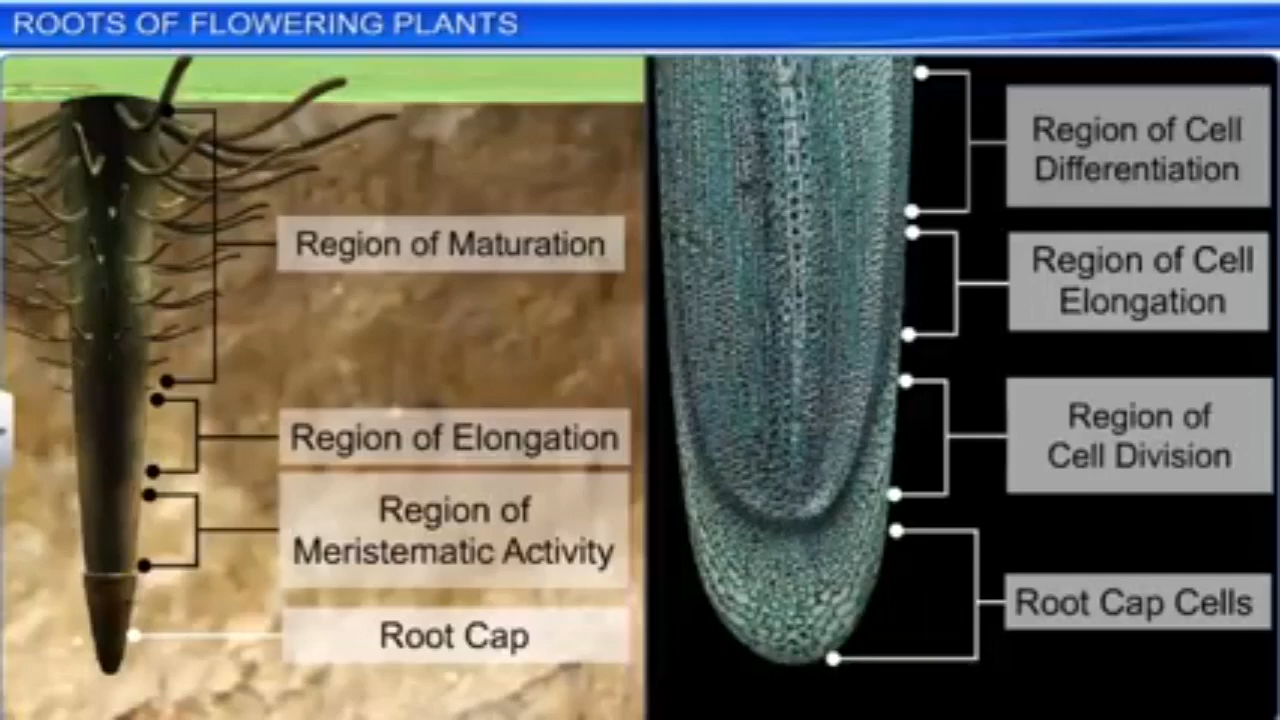 ROOTS OF FLOWERING PLANTS
Region of Maturation
Region of Elongation
Region of
Meristematic Activity
Root Cap
Region of Cell
Differentiation
Region of Cell
Elongation
Region of
Cell Division
Root Cap Cells